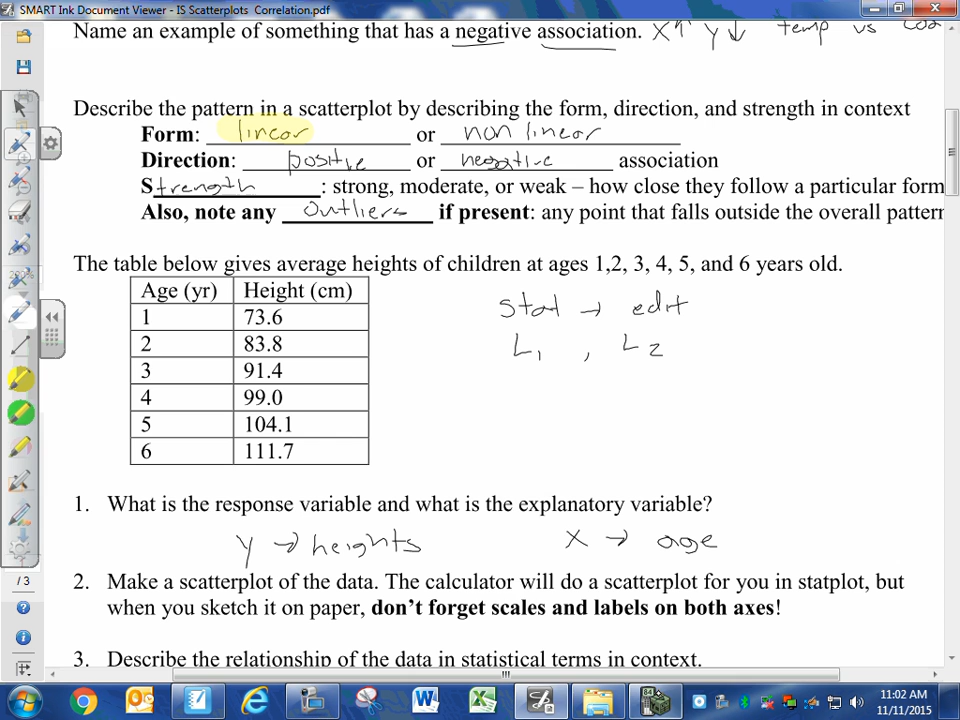 SMART Ink Document Viewer - IS Scatterplots Correlation.pdf
Name an example of something that has a negative association. X↑ Y↓ temp vs
Describe the pattern in a scatterplot by describing the form, direction, and strength in context
Form: linear or non linear
Direction: positive or negative association
Strength: strong, moderate, or weak – how close they follow a particular form
Also, note any outliers if present: any point that falls outside the overall pattern
The table below gives average heights of children at ages 1,2, 3, 4, 5, and 6 years old.
Age (yr) Height (cm)
1 73.6
2 83.8
3 91.4
4 99.0
5 104.1
6 111.7
stat → edit
L1 , L2
1. What is the response variable and what is the explanatory variable?
y → heights x → age
2. Make a scatterplot of the data. The calculator will do a scatterplot for you in statplot, but
when you sketch it on paper, don't forget scales and labels on both axes!
3. Describe the relationship of the data in statistical terms in context.
/ 3
11:02 AM
11/11/2015